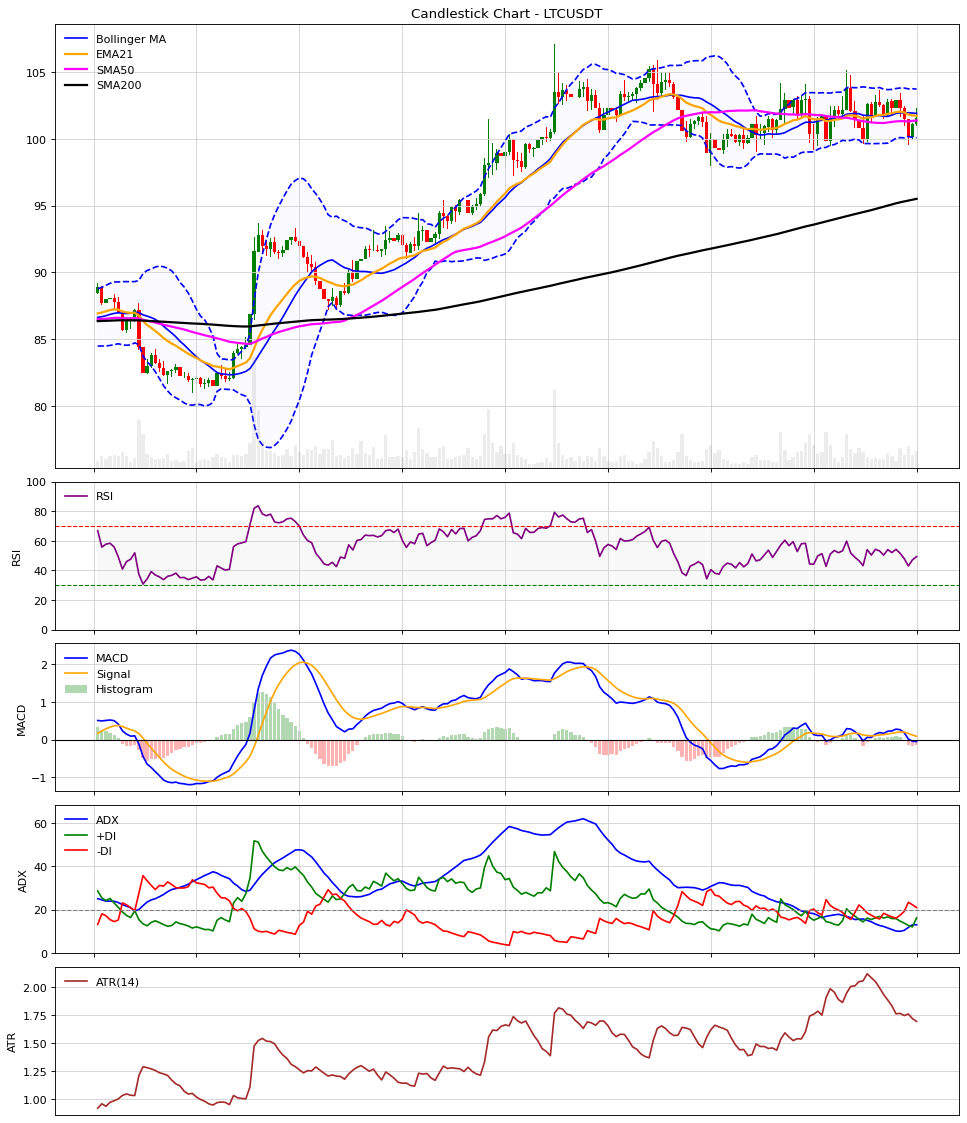 Candlestick Chart - LTCUSDT
Bollinger MA
EMA21
SMA50
SMA200
105
100
95
90
85
80
RSI
100
80
60
40
20
0
RSI
MACD
Signal
Histogram
2
1
0
−1
MACD
ADX
+DI
-DI
60
40
20
0
ADX
ATR(14)
2.00
1.75
1.50
1.25
1.00
ATR